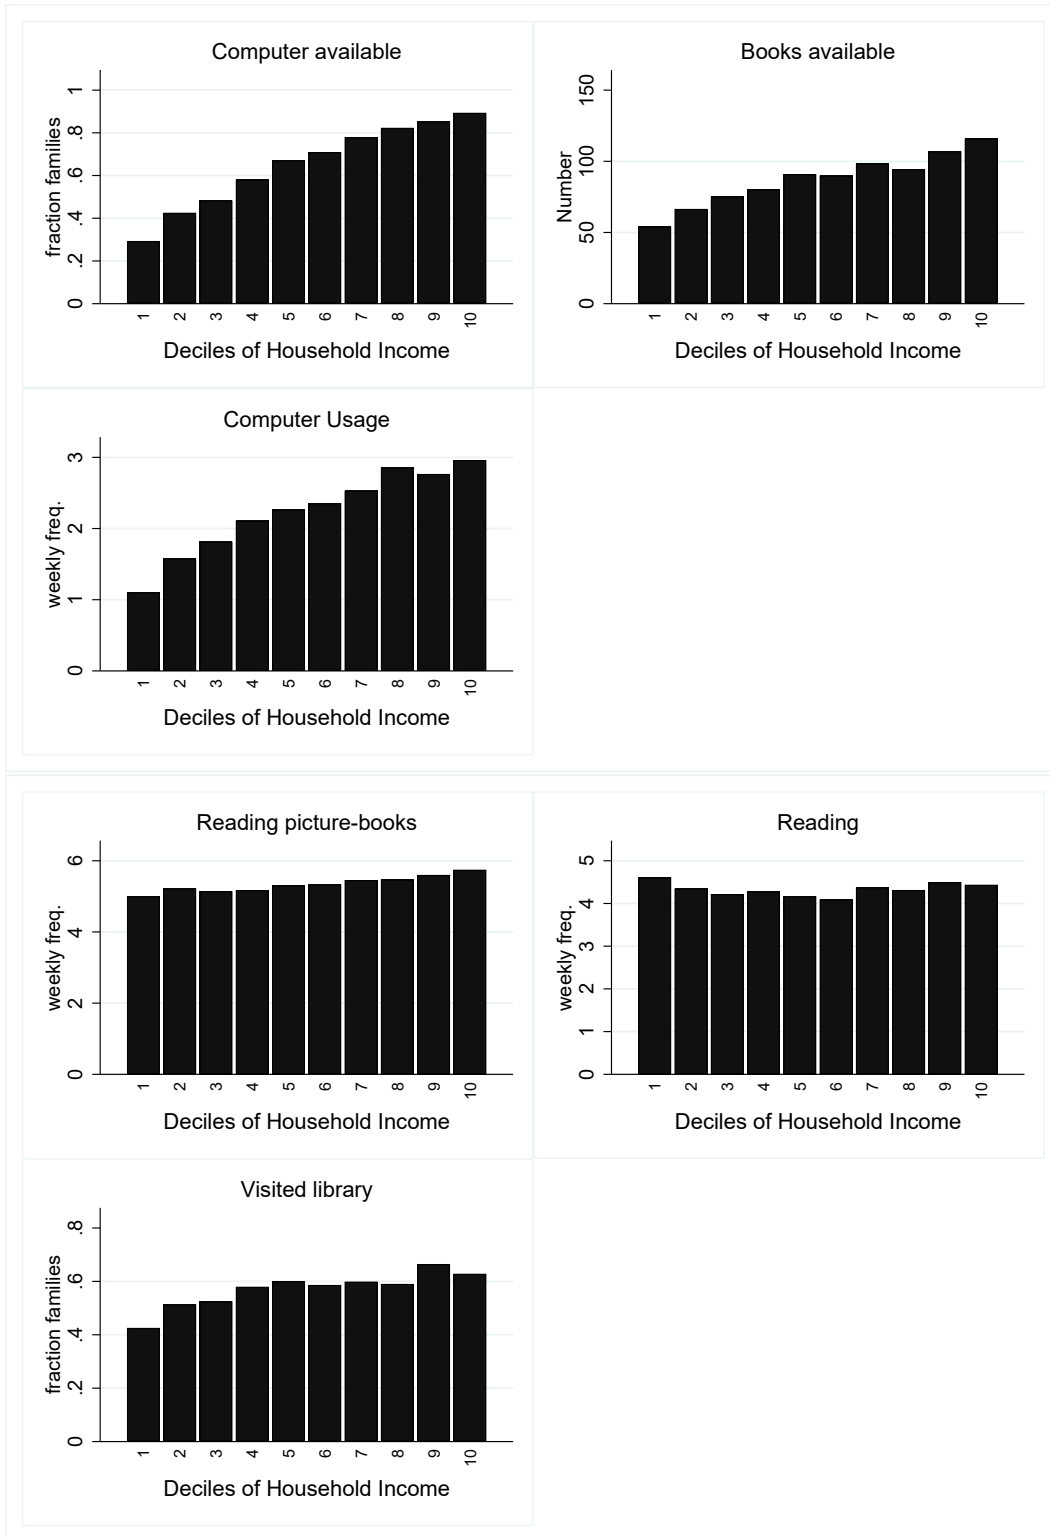 Computer available
fraction families
1
.8
.6
.4
.2
0
1 2 3 4 5 6 7 8 9 10
Deciles of Household Income
Books available
Number
150
100
50
0
1 2 3 4 5 6 7 8 9 10
Deciles of Household Income
Computer Usage
weekly freq.
3
2
1
0
1 2 3 4 5 6 7 8 9 10
Deciles of Household Income
Reading picture-books
weekly freq.
6
4
2
0
1 2 3 4 5 6 7 8 9 10
Deciles of Household Income
Reading
weekly freq.
5
4
3
2
1
0
1 2 3 4 5 6 7 8 9 10
Deciles of Household Income
Visited library
fraction families
.8
.6
.4
.2
0
1 2 3 4 5 6 7 8 9 10
Deciles of Household Income